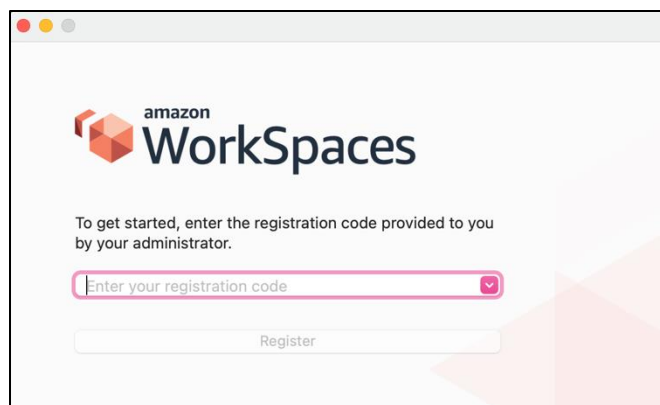 amazon
WorkSpaces
To get started, enter the registration code provided to you
by your administrator.
Enter your registration code
Register